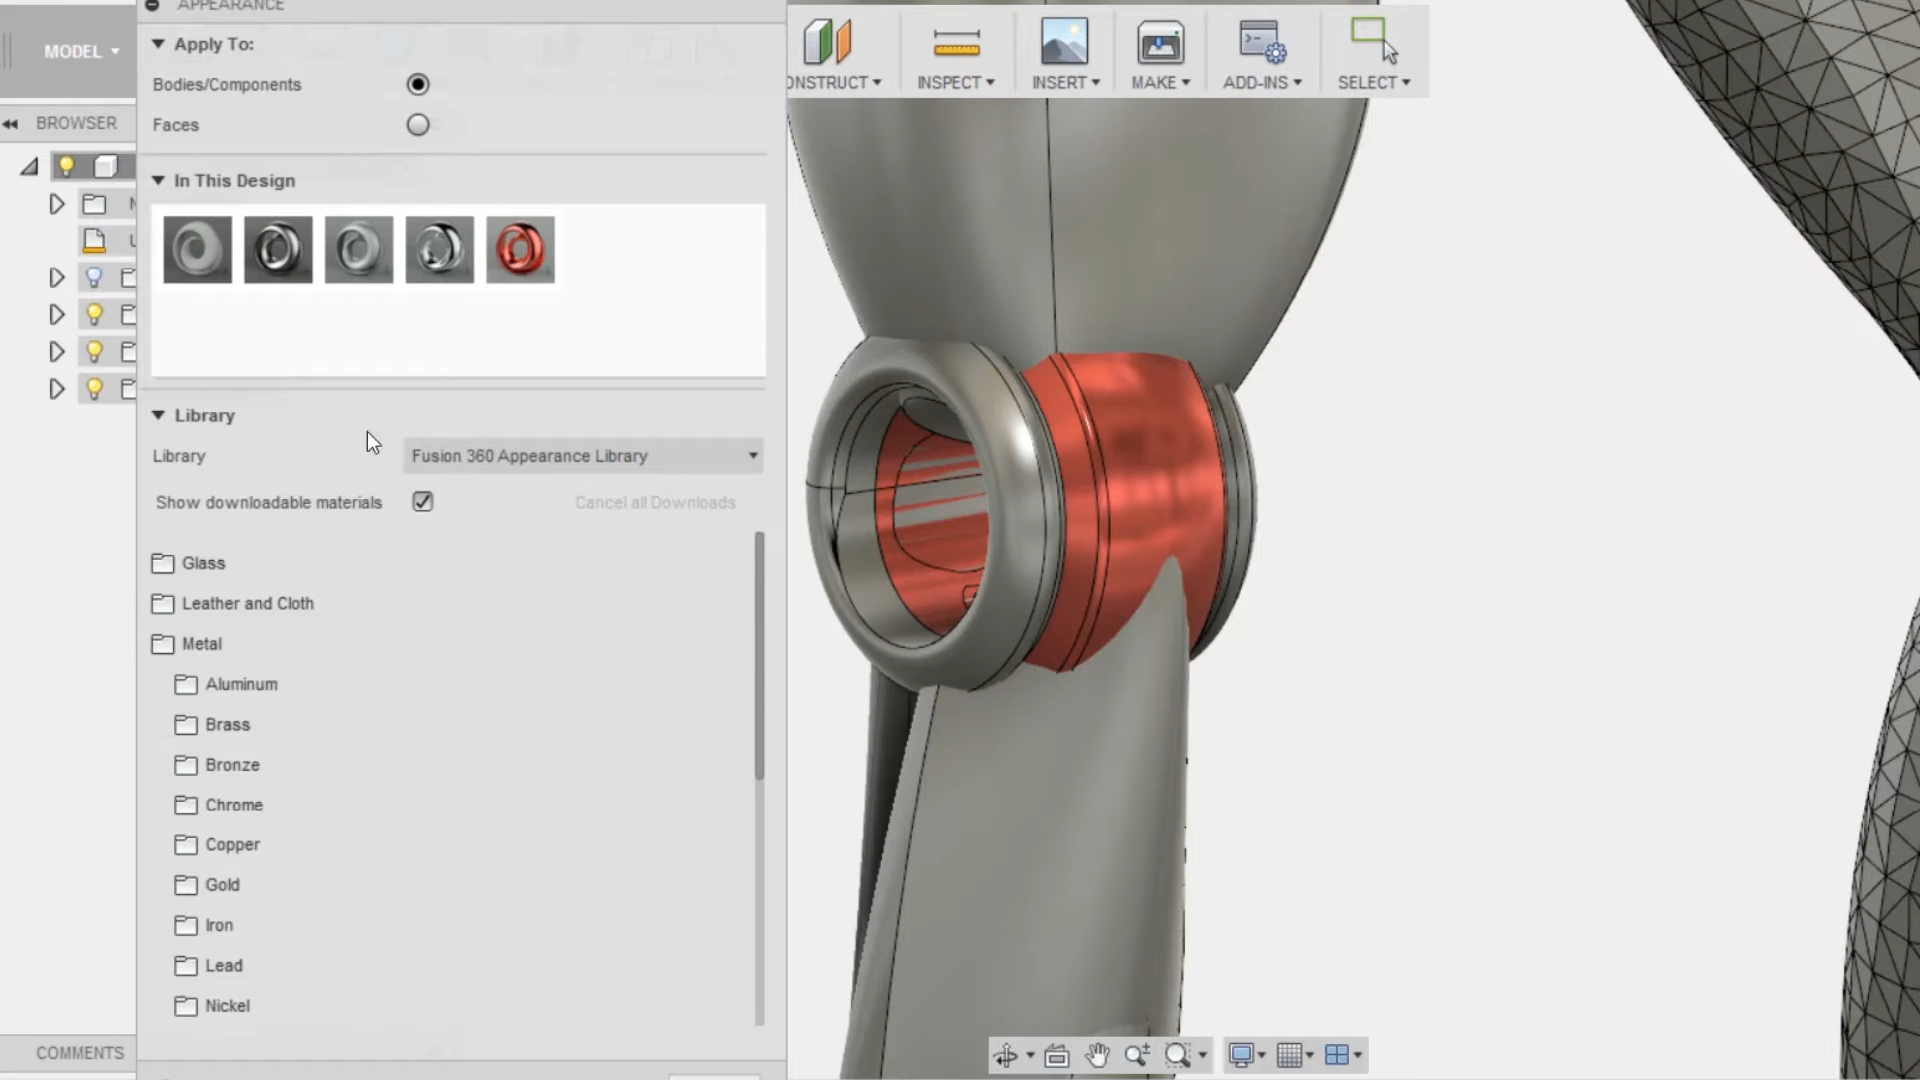 APPEARANCE
MODEL
Apply To:
Bodies/Components
Faces
ONSTRUCT
INSPECT
INSERT
MAKE
ADD-INS
SELECT
BROWSER
In This Design
Library
Library
Fusion 360 Appearance Library
Show downloadable materials
Cancel all Downloads
Glass
Leather and Cloth
Metal
Aluminum
Brass
Bronze
Chrome
Copper
Gold
Iron
Lead
Nickel
COMMENTS